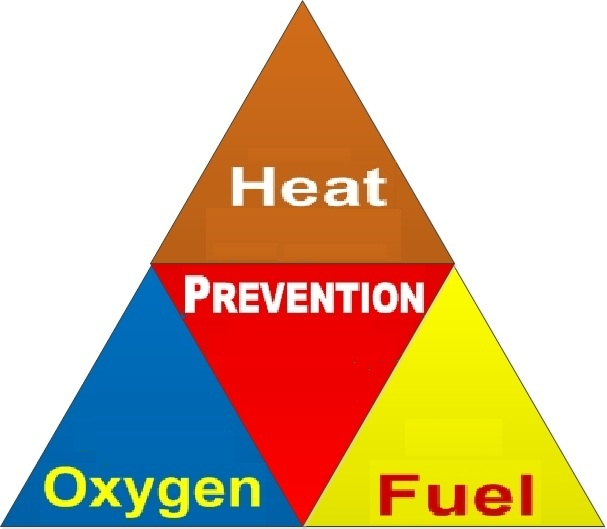 Heat
PREVENTION
Oxygen
Fuel